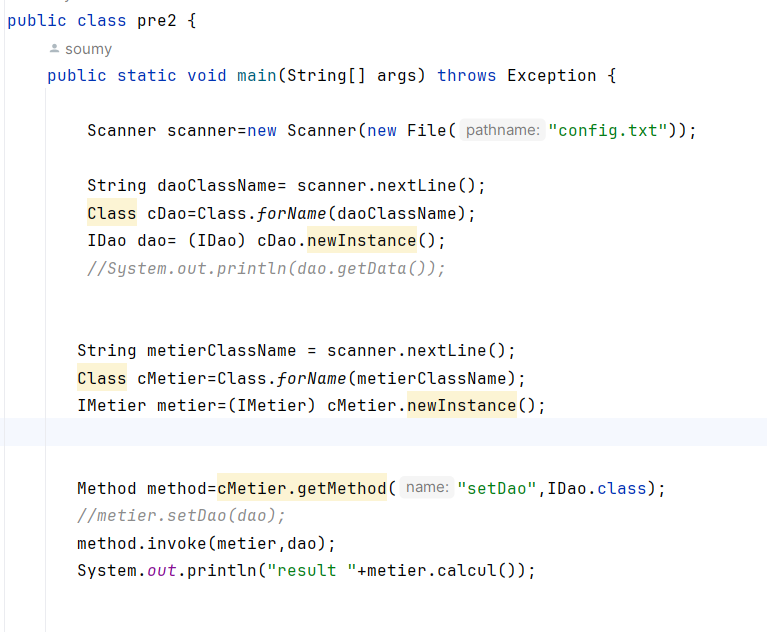 public class pre2 {
soumy
public static void main(String[] args) throws Exception {
Scanner scanner=new Scanner(new File( pathname: "config.txt"));
String daoClassName= scanner.nextLine();
Class cDao=Class.forName(daoClassName);
IDao dao= (IDao) cDao.newInstance();
//System.out.println(dao.getData());
String metierClassName = scanner.nextLine();
Class cMetier=Class.forName(metierClassName);
IMetier metier=(IMetier) cMetier.newInstance();
Method method=cMetier.getMethod( name: "setDao",IDao.class);
//metier.setDao(dao);
method.invoke(metier,dao);
System.out.println("result "+metier.calcul());